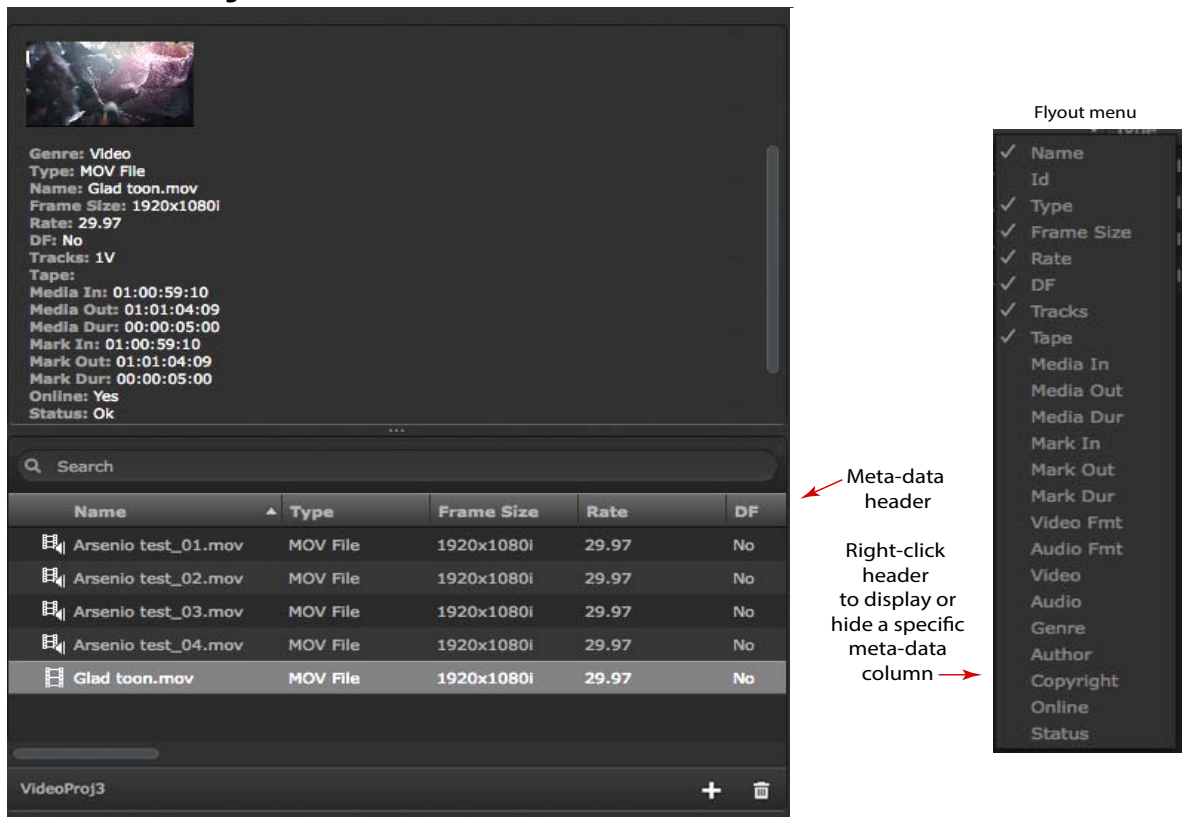 Genre: Video
Type: MOV File
Name: Glad toon.mov
Frame Size: 1920x1080i
Rate: 29.97
DF: No
Tracks: 1V
Tape:
Media In: 01:00:59:10
Media Out: 01:01:04:09
Media Dur: 00:00:05:00
Mark In: 01:00:59:10
Mark Out: 01:01:04:09
Mark Dur: 00:00:05:00
Online: Yes
Status: Ok
Search
Name Type Frame Size Rate DF
Arsenio test_01.mov MOV File 1920x1080i 29.97 No
Arsenio test_02.mov MOV File 1920x1080i 29.97 No
Arsenio test_03.mov MOV File 1920x1080i 29.97 No
Arsenio test_04.mov MOV File 1920x1080i 29.97 No
Glad toon.mov MOV File 1920x1080i 29.97 No
VideoProj3
Meta-data
header
Right-click
header
to display or
hide a specific
meta-data
column
Flyout menu
Name
Id
Type
Frame Size
Rate
DF
Tracks
Tape
Media In
Media Out
Media Dur
Mark In
Mark Out
Mark Dur
Video Fmt
Audio Fmt
Video
Audio
Genre
Author
Copyright
Online
Status